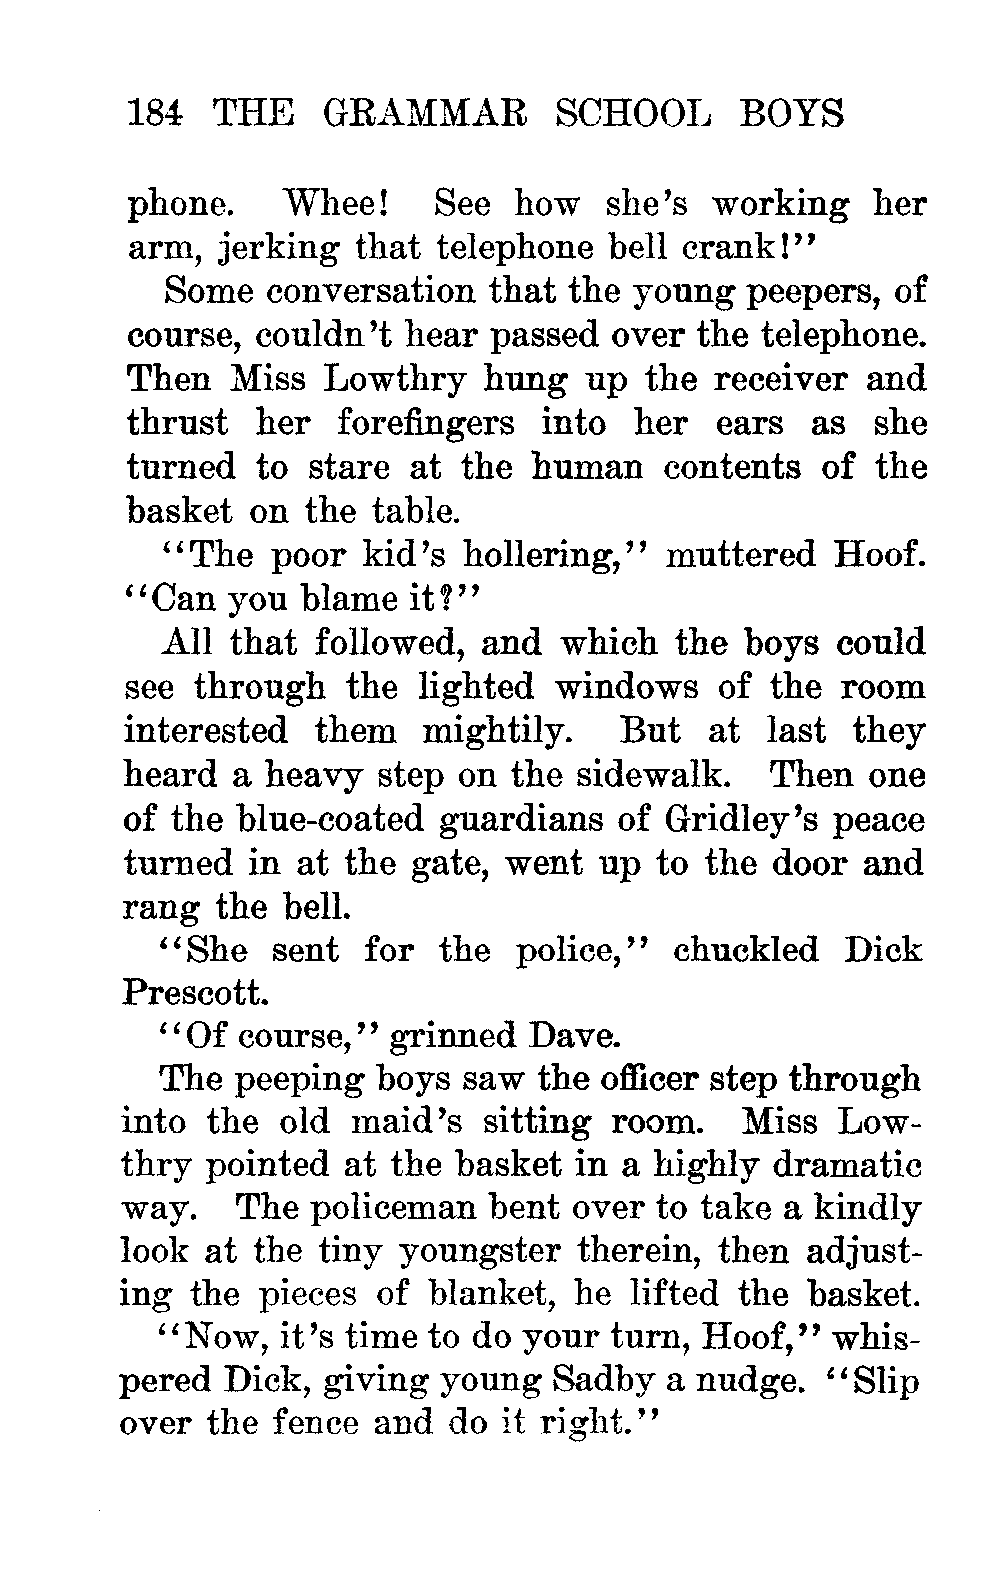 184 THE GRAMMAR SCHOOL BOYS
phone. Whee! See how she's working her
arm, jerking that telephone bell crank!"
Some conversation that the young peepers, of
course, couldn't hear passed over the telephone.
Then Miss Lowthry hung up the receiver and
thrust her forefingers into her ears as she
turned to stare at the human contents of the
basket on the table.
"The poor kid's hollering," muttered Hoof.
"Can you blame it?"
All that followed, and which the boys could
see through the lighted windows of the room
interested them mightily. But at last they
heard a heavy step on the sidewalk. Then one
of the blue-coated guardians of Gridley's peace
turned in at the gate, went up to the door and
rang the bell.
"She sent for the police," chuckled Dick
Prescott.
"Of course," grinned Dave.
The peeping boys saw the officer step through
into the old maid's sitting room. Miss Low-
thry pointed at the basket in a highly dramatic
way. The policeman bent over to take a kindly
look at the tiny youngster therein, then adjust-
ing the pieces of blanket, he lifted the basket.
"Now, it's time to do your turn, Hoof," whis-
pered Dick, giving young Sadby a nudge. "Slip
over the fence and do it right."